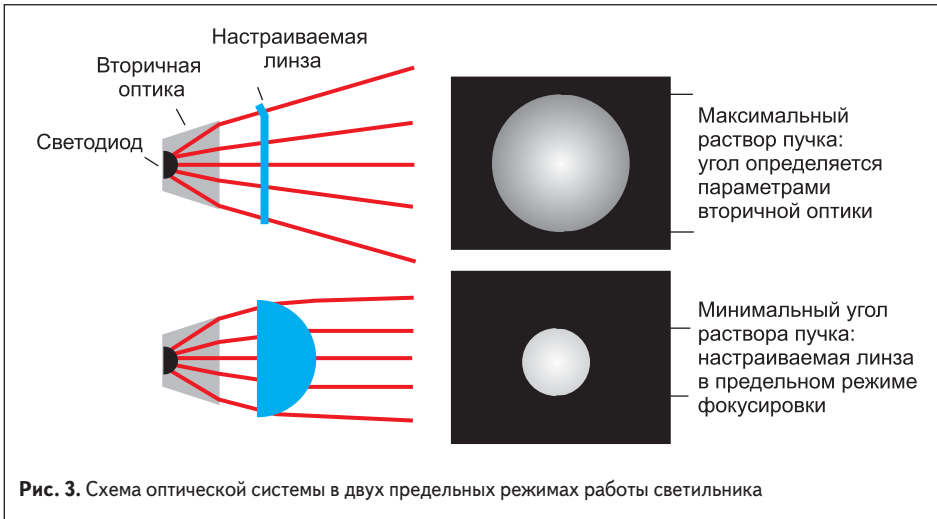 Настраиваемая
линза
Вторичная
оптика
Светодиод
Максимальный
раствор пучка:
угол определяется
параметрами
вторичной оптики
Минимальный угол
раствора пучка:
настраиваемая линза
в предельном режиме
фокусировки
Рис. 3. Схема оптической системы в двух предельных режимах работы светильника